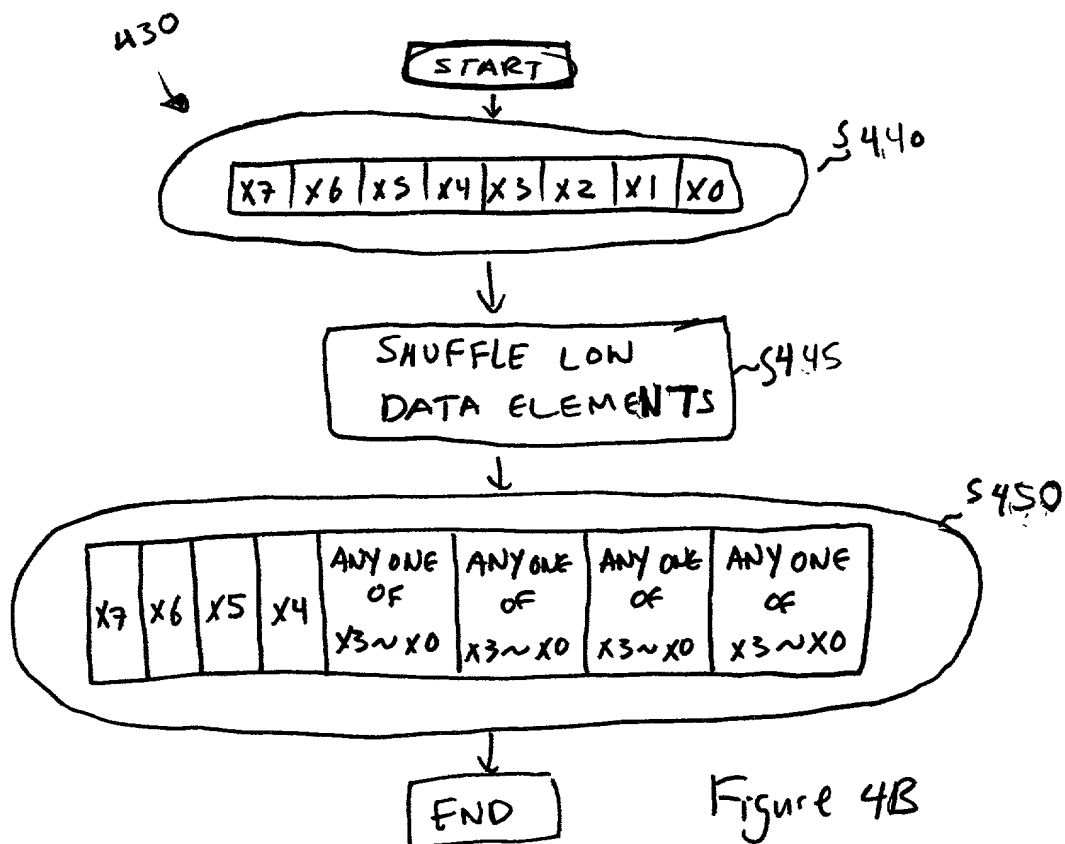 430
START
S440
X7 X6 X5 X4 X3 X2 X1 X0
SHUFFLE LOW
DATA ELEMENTS
S445
S450
X7 X6 X5 X4
ANY ONE
OF
X3~X0
ANY ONE
OF
X3~X0
ANY ONE
OF
X3~X0
ANY ONE
OF
X3~X0
END
Figure 4B